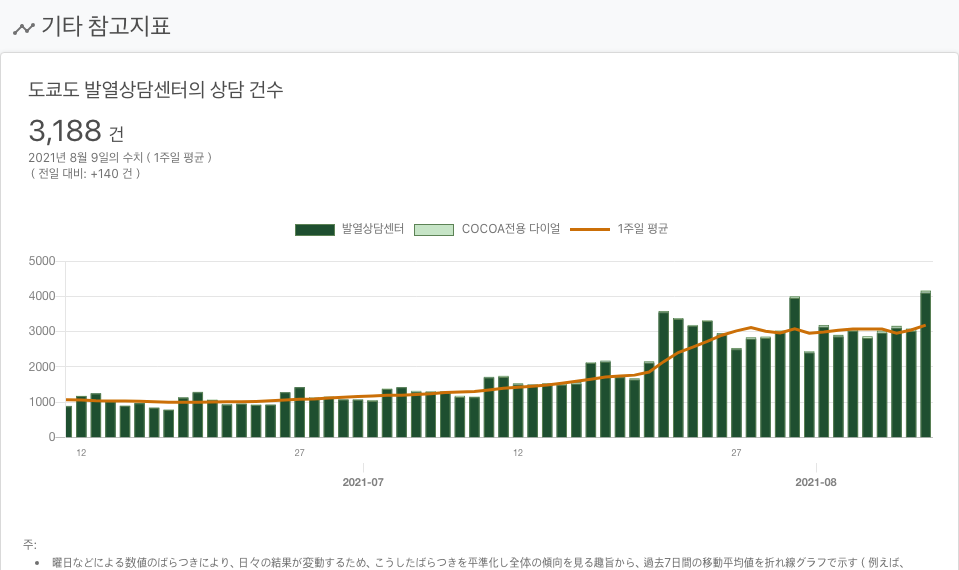 기타 참고지표
도쿄도 발열상담센터의 상담 건수
3,188 건
2021년 8월 9일의 수치 ( 1주일 평균 )
( 전일 대비: +140 건 )
발열상담센터 COCOA전용 다이얼 1주일 평균
5000
4000
3000
2000
1000
0
12 27 12 27
2021-07 2021-08
주:
• 曜日などによる数値のばらつきにより、日々の結果が変動するため、こうしたばらつきを平準化し全体の傾向を見る趣旨から、過去7日間の移動平均値を折れ線グラフで示す ( 例えば、